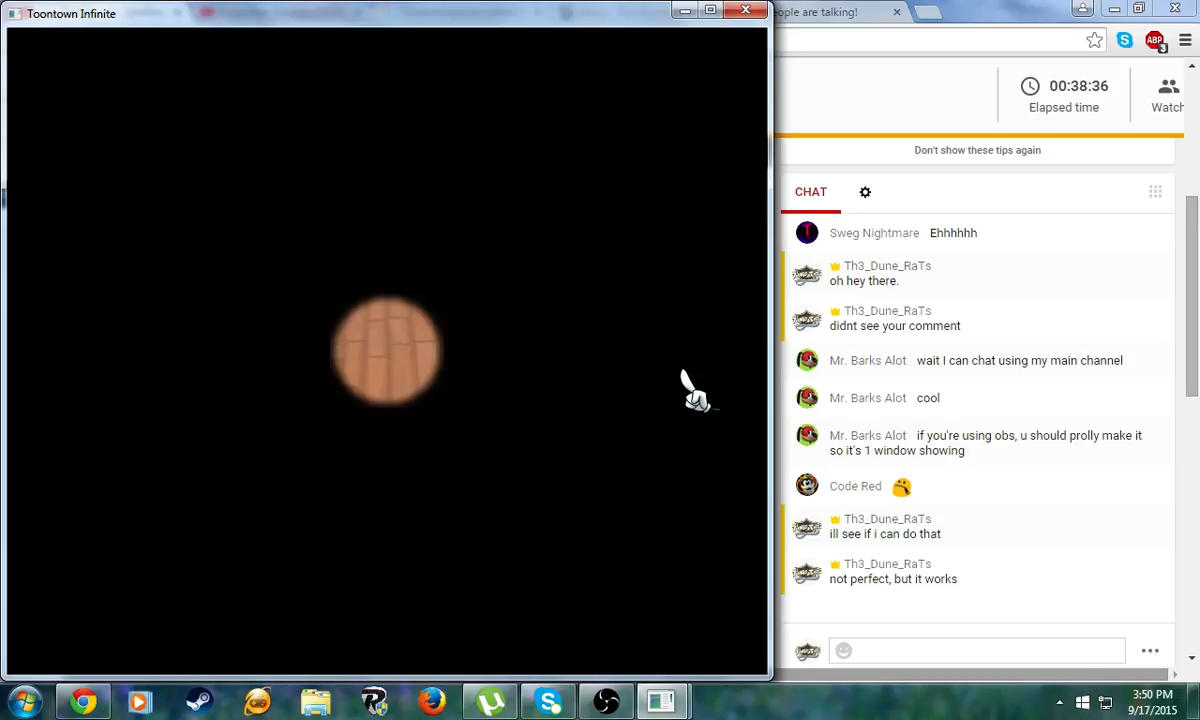 Toontown Infinite
eople are talking!
ABP
3
00:38:36
Elapsed time
Watch
Don't show these tips again
CHAT
Sweg Nightmare Ehhhhhh
Th3_Dune_RaTs
oh hey there.
Th3_Dune_RaTs
didnt see your comment
Mr. Barks Alot wait I can chat using my main channel
Mr. Barks Alot cool
Mr. Barks Alot if you're using obs, u should prolly make it
so it's 1 window showing
Code Red
Th3_Dune_RaTs
ill see if i can do that
Th3_Dune_RaTs
not perfect, but it works
3:50 PM
9/17/2015